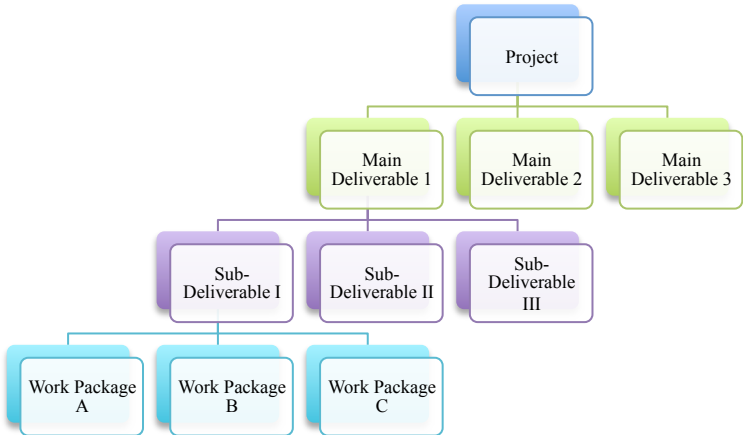 Project
Main
Deliverable 1
Main
Deliverable 2
Main
Deliverable 3
Sub-
Deliverable I
Sub-
Deliverable II
Sub-
Deliverable
III
Work Package
A
Work Package
B
Work Package
C